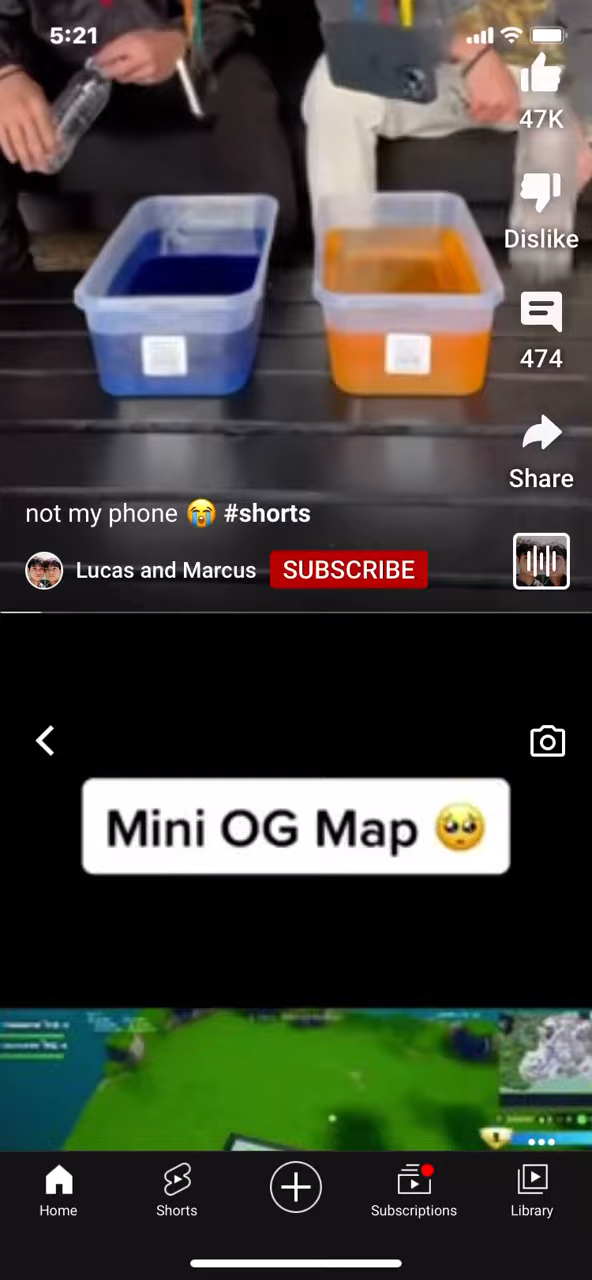 5:21
47K
Dislike
474
Share
not my phone 😭 #shorts
Lucas and Marcus
SUBSCRIBE
Mini OG Map 🥺
Home
Shorts
Subscriptions
Library